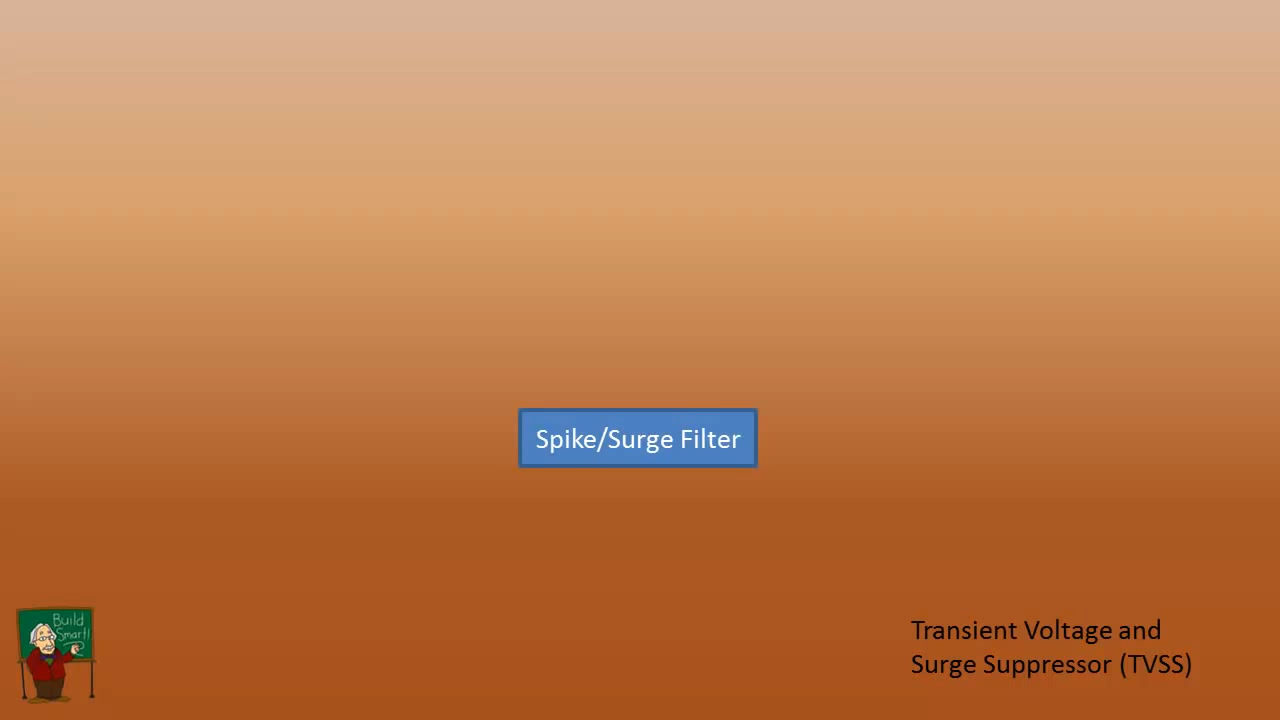 Spike/Surge Filter
Build
Smart!
Transient Voltage and
Surge Suppressor (TVSS)